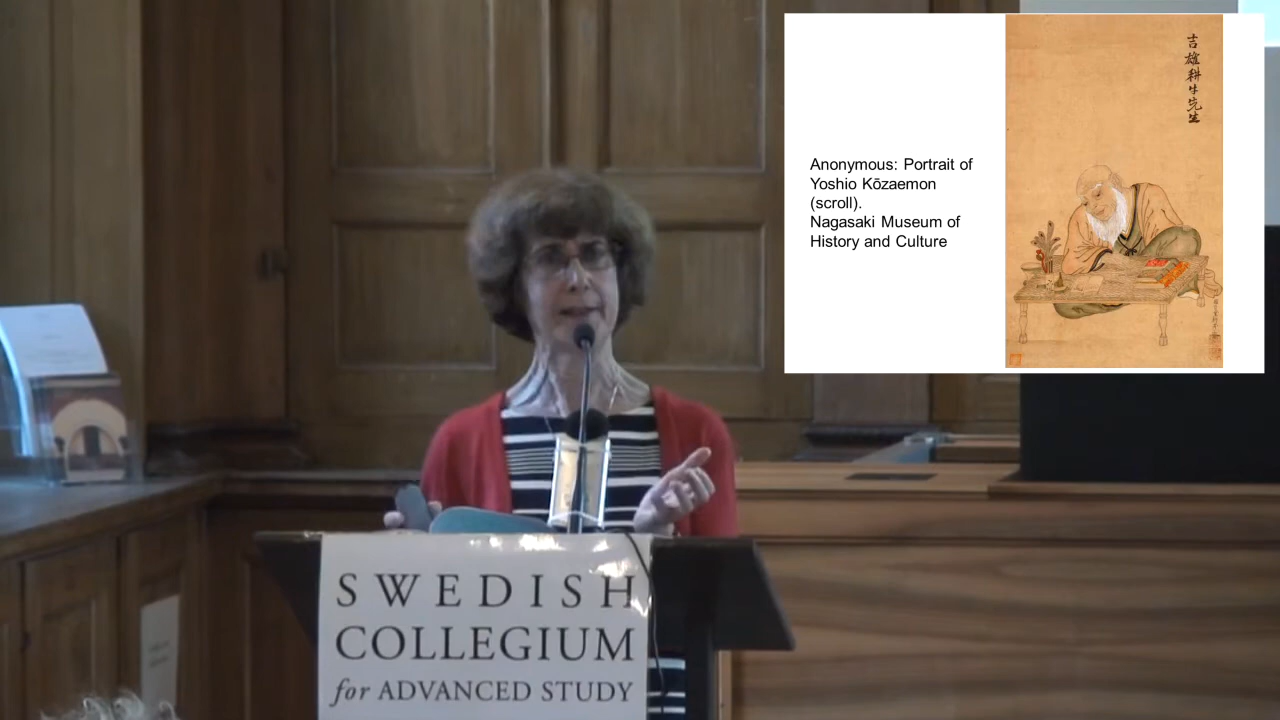 Anonymous: Portrait of
Yoshio Kōzaemon
(scroll).
Nagasaki Museum of
History and Culture
吉雄耕牛先生
SWEDISH
COLLEGIUM
for ADVANCED STUDY